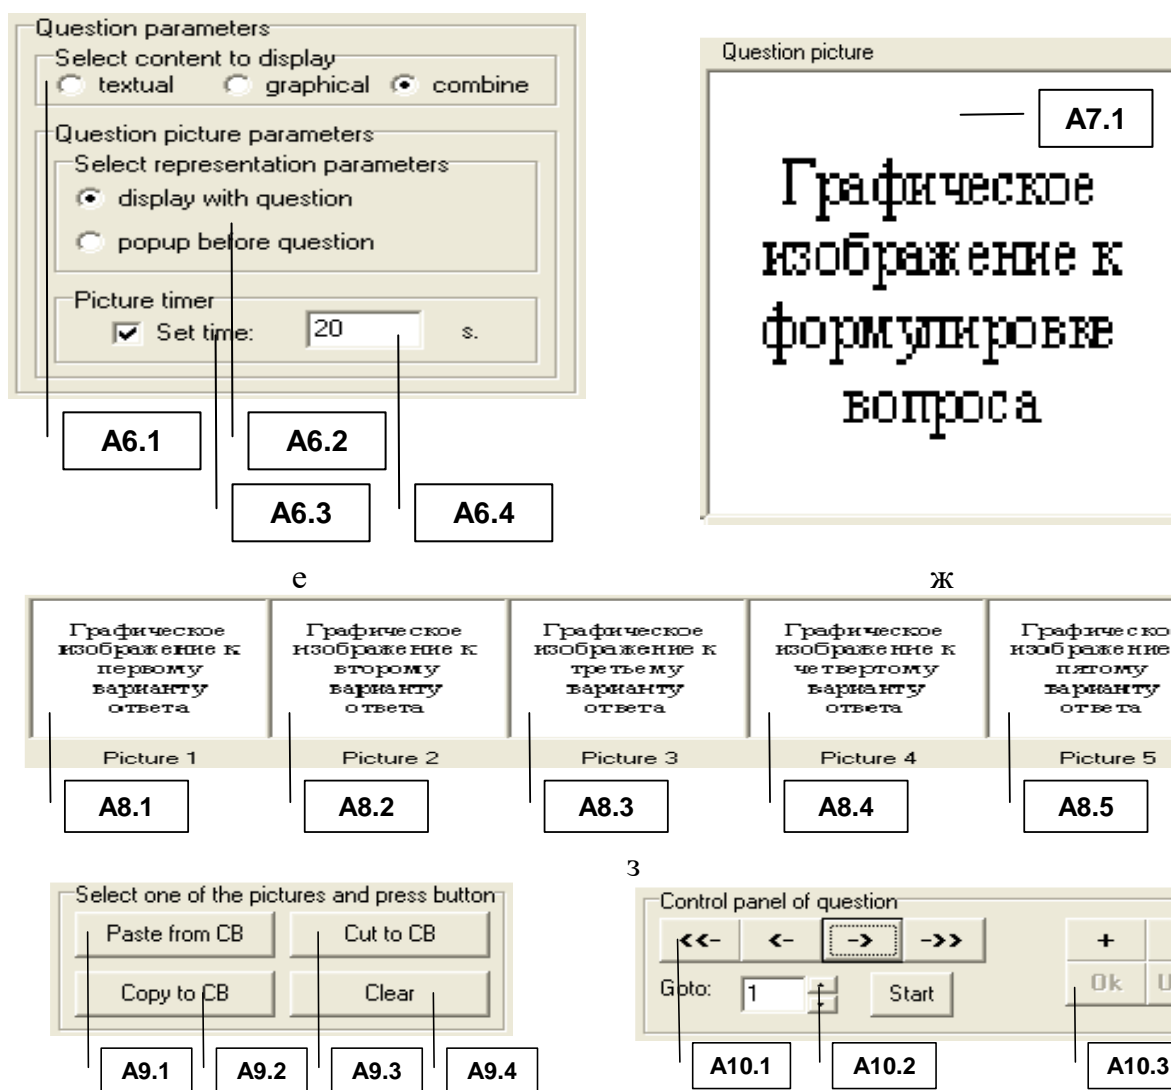 Question parameters
Select content to display
textual graphical combine
Question picture parameters
Select representation parameters
display with question
popup before question
Picture timer
Set time: 20 s.
A6.1 A6.2
A6.3 A6.4
Question picture
A7.1
Графическое
изображение к
формулировке
вопроса
е ж
Графическое
изображение к
первому
варианту
ответа
Picture 1
Графическое
изображение к
второму
варианту
ответа
Picture 2
Графическое
изображение к
третьему
варианту
ответа
Picture 3
Графическое
изображение к
четвертому
варианту
ответа
Picture 4
изображение
пятому
варианту
ответа
Picture 5
A8.1 A8.2 A8.3 A8.4 A8.5
з
Select one of the pictures and press button
Paste from CB Cut to CB
Copy to CB Clear
A9.1 A9.2 A9.3 A9.4
Control panel of question
<<- <- -> ->> +
Goto: 1 Start Ok
A10.1 A10.2 A10.3